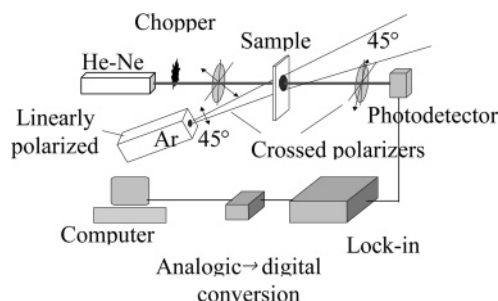 Chopper
Sample
45°
He-Ne
Photodetector
Linearly
polarized
Ar
45°
Crossed polarizers
Computer
Lock-in
Analogic→digital
conversion